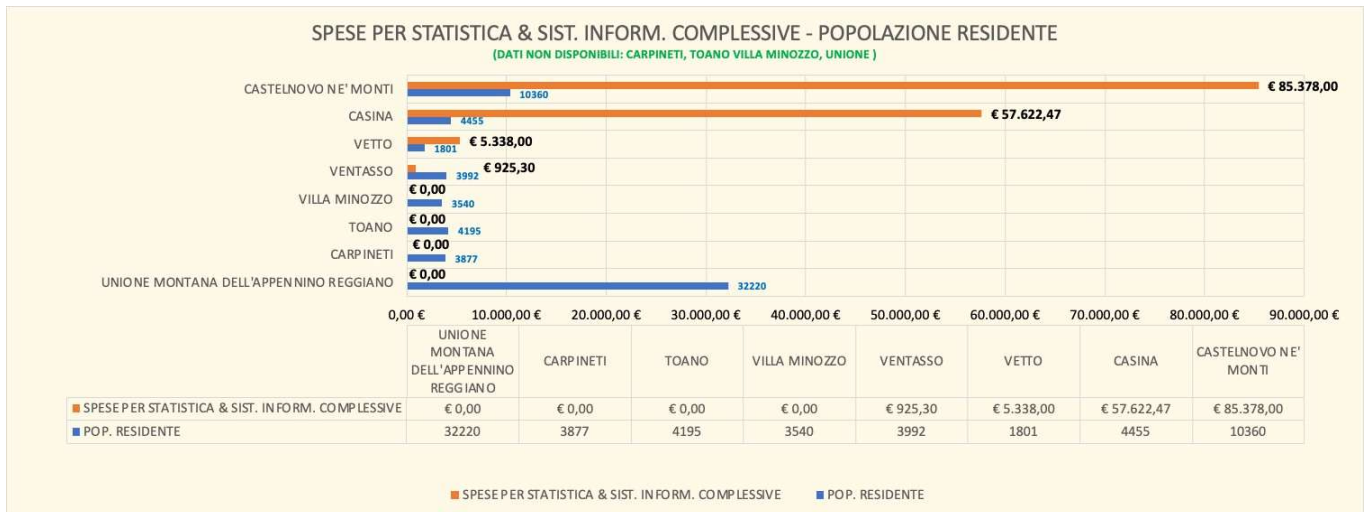 SPESE PER STATISTICA & SIST. INFORM. COMPLESSIVE - POPOLAZIONE RESIDENTE
(DATI NON DISPONIBILI: CARPINETI, TOANO VILLA MINOZZO, UNIONE )
CASTELNOVO NE' MONTI
€ 85.378,00
10360
CASINA
€ 57.622,47
4455
VETTO
€ 5.338,00
1801
VENTASSO
€ 925,30
3992
VILLA MINOZZO
€ 0,00
3540
TOANO
€ 0,00
4195
CARPINETI
€ 0,00
3877
UNIONE MONTANA DELL'APPENNINO REGGIANO
€ 0,00
32220
0,00 € 10.000,00 € 20.000,00 € 30.000,00 € 40.000,00 € 50.000,00 € 60.000,00 € 70.000,00 € 80.000,00 € 90.000,00 €
UNIONE
MONTANA
DELL'APPENNINO
REGGIANO
CARPINETI
TOANO
VILLA MINOZZO
VENTASSO
VETTO
CASINA
CASTELNOVO NE'
MONTI
SPESE PER STATISTICA & SIST. INFORM. COMPLESSIVE € 0,00 € 0,00 € 0,00 € 0,00 € 925,30 € 5.338,00 € 57.622,47 € 85.378,00
POP. RESIDENTE 32220 3877 4195 3540 3992 1801 4455 10360
SPESE PER STATISTICA & SIST. INFORM. COMPLESSIVE POP. RESIDENTE